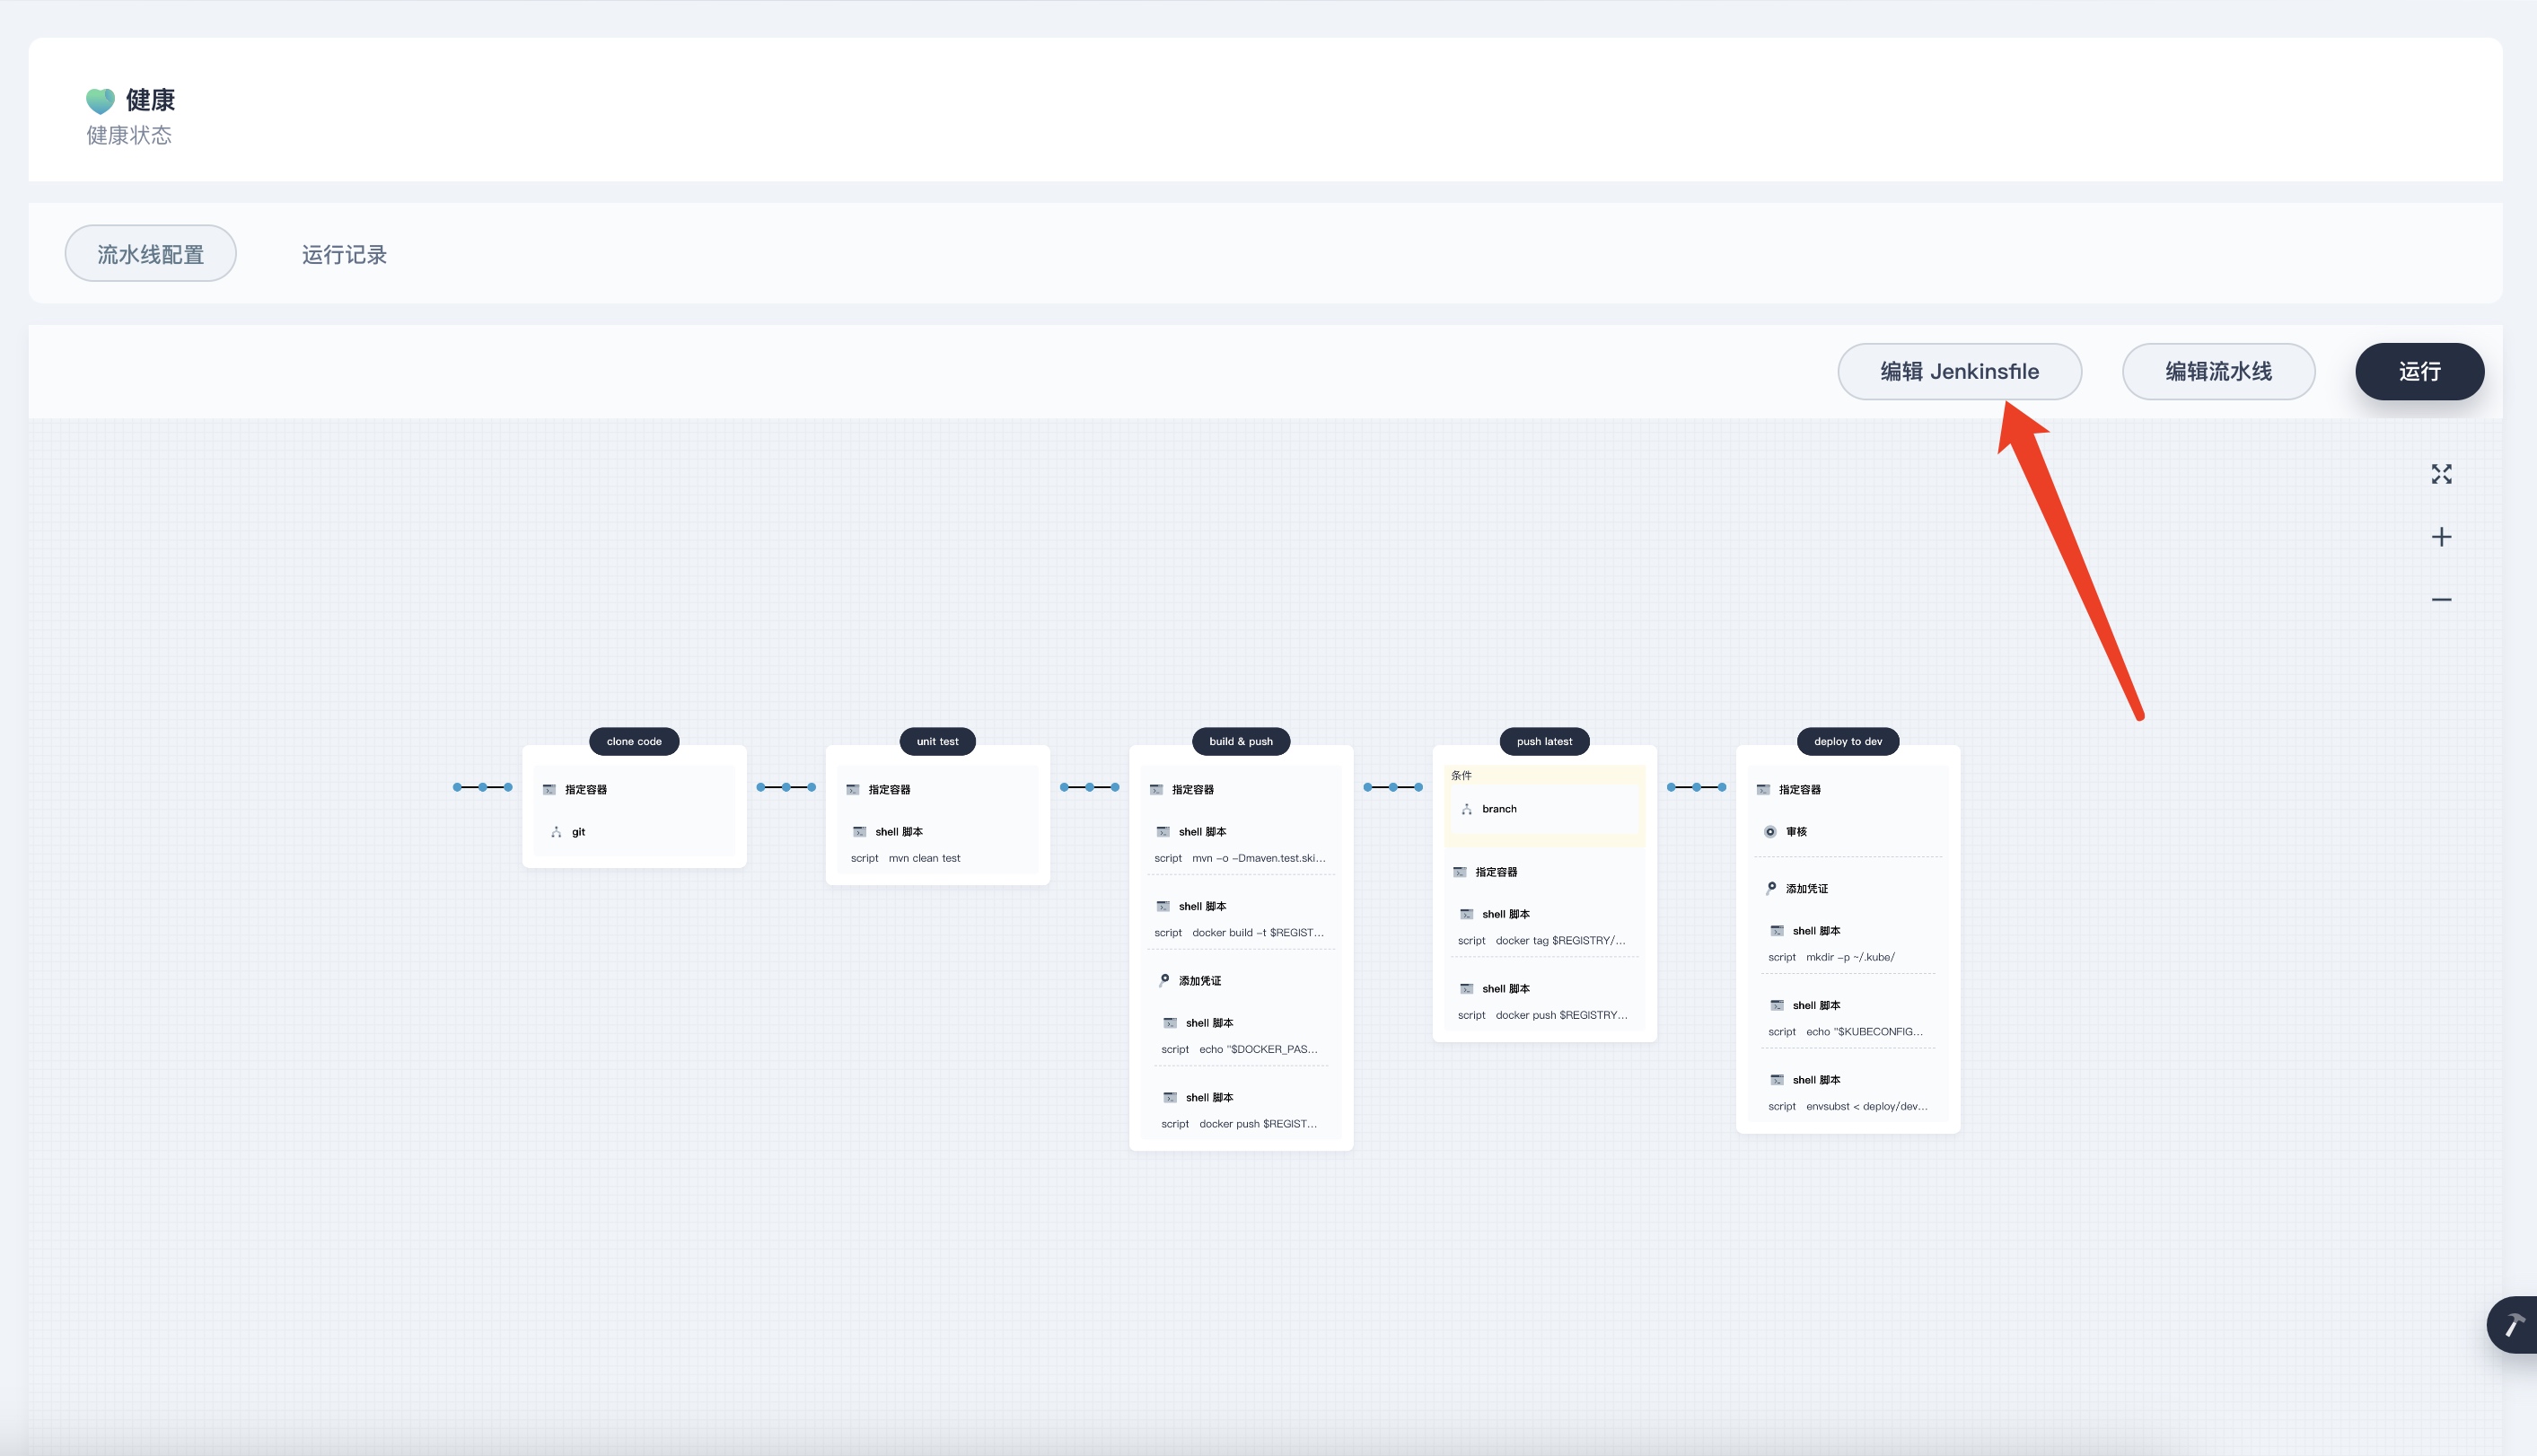 健康
健康状态
流水线配置
运行记录
编辑 Jenkinsfile
编辑流水线
运行
clone code
指定容器
git
unit test
指定容器
shell 脚本
script mvn clean test
build & push
指定容器
shell 脚本
script mvn -o -Dmaven.test.ski...
shell 脚本
script docker build -t $REGIST...
添加凭证
shell 脚本
script echo "$DOCKER_PAS...
shell 脚本
script docker push $REGIST...
push latest
条件
branch
指定容器
shell 脚本
script docker tag $REGISTRY/...
shell 脚本
script docker push $REGISTRY...
deploy to dev
指定容器
审核
添加凭证
shell 脚本
script mkdir -p ~/.kube/
shell 脚本
script echo "$KUBECONFIG...
shell 脚本
script envsubst < deploy/dev...